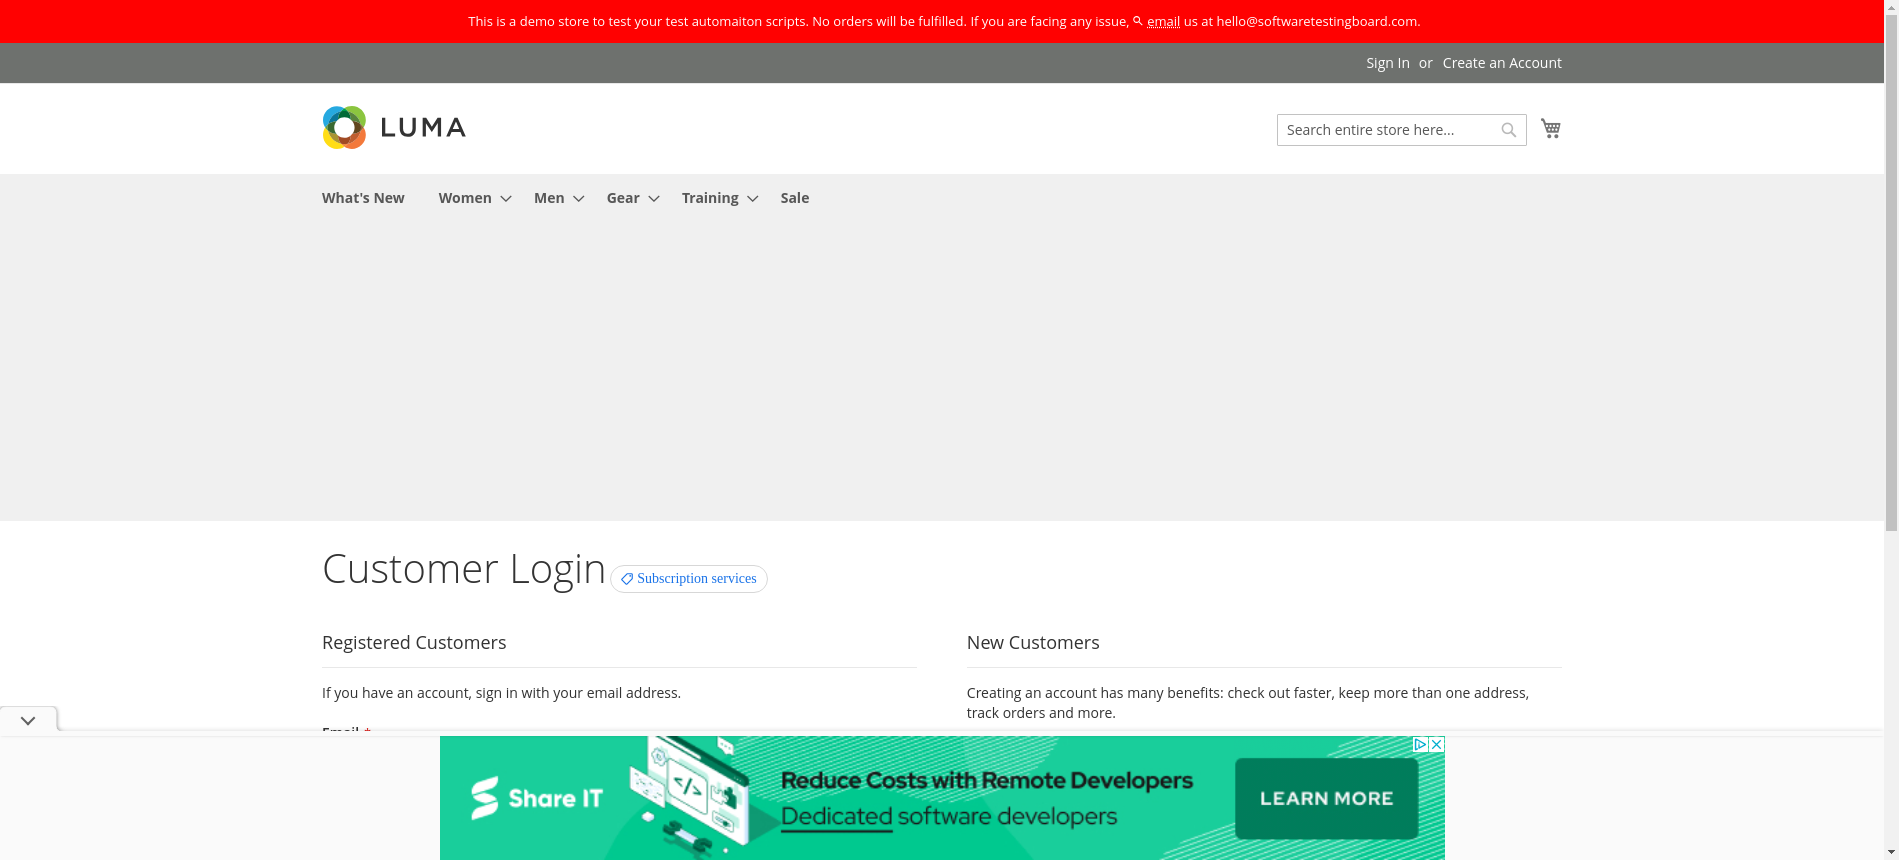 This is a demo store to test your test automaiton scripts. No orders will be fulfilled. If you are facing any issue, email us at hello@softwaretestingboard.com.
Sign In or Create an Account
LUMA
Search entire store here...
What's New Women Men Gear Training Sale
Customer Login
Subscription services
Registered Customers
If you have an account, sign in with your email address.
Email *
New Customers
Creating an account has many benefits: check out faster, keep more than one address,
track orders and more.
Share IT
Reduce Costs with Remote Developers
Dedicated software developers
LEARN MORE